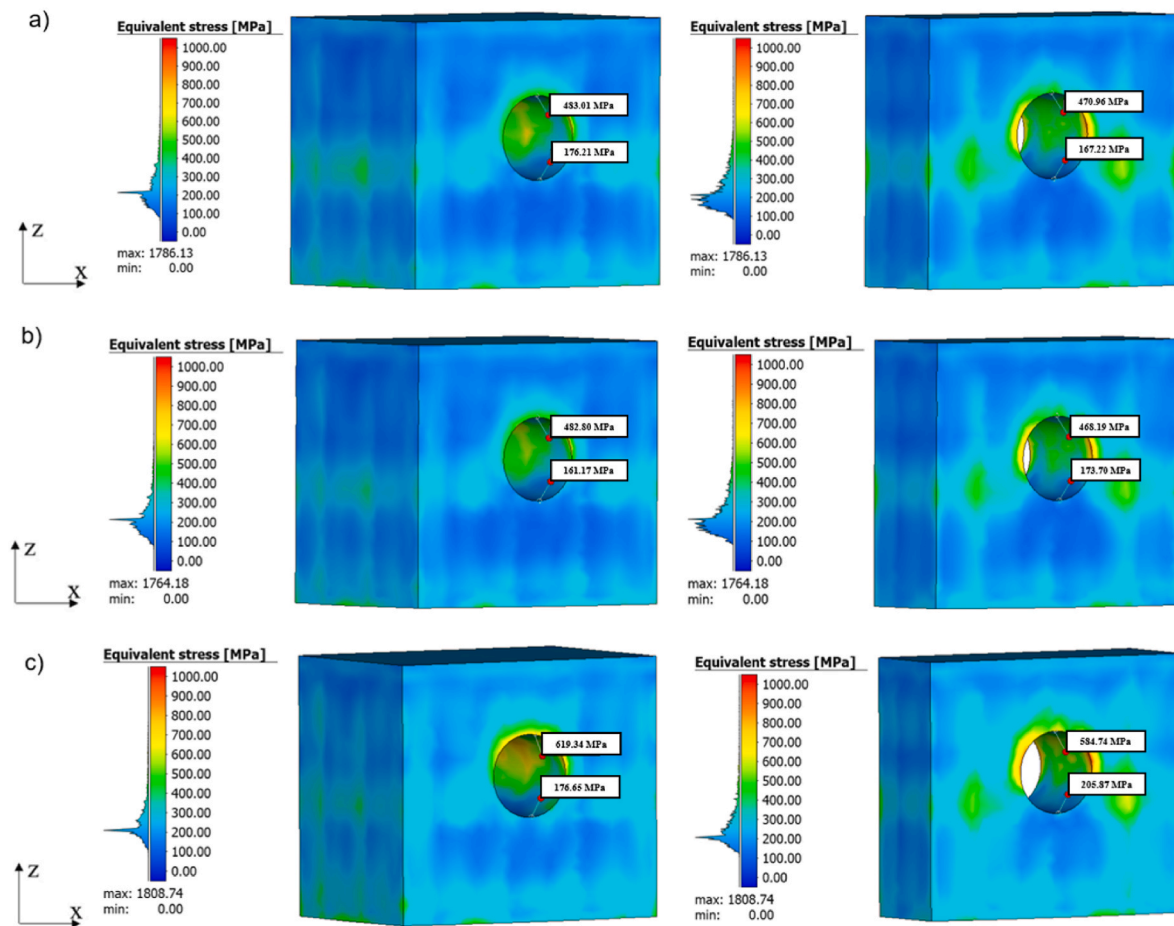 a)
Equivalent stress [MPa]
1000.00
900.00
800.00
700.00
600.00
500.00
400.00
300.00
200.00
100.00
0.00
max: 1786.13
min: 0.00
Z
X
483.01 MPa
176.21 MPa
Equivalent stress [MPa]
1000.00
900.00
800.00
700.00
600.00
500.00
400.00
300.00
200.00
100.00
0.00
max: 1786.13
min: 0.00
470.96 MPa
167.22 MPa
b)
Equivalent stress [MPa]
1000.00
900.00
800.00
700.00
600.00
500.00
400.00
300.00
200.00
100.00
0.00
max: 1764.18
min: 0.00
Z
X
482.80 MPa
161.17 MPa
Equivalent stress [MPa]
1000.00
900.00
800.00
700.00
600.00
500.00
400.00
300.00
200.00
100.00
0.00
max: 1764.18
min: 0.00
468.19 MPa
173.70 MPa
c)
Equivalent stress [MPa]
1000.00
900.00
800.00
700.00
600.00
500.00
400.00
300.00
200.00
100.00
0.00
max: 1808.74
min: 0.00
Z
X
619.34 MPa
176.65 MPa
Equivalent stress [MPa]
1000.00
900.00
800.00
700.00
600.00
500.00
400.00
300.00
200.00
100.00
0.00
max: 1808.74
min: 0.00
584.74 MPa
205.87 MPa